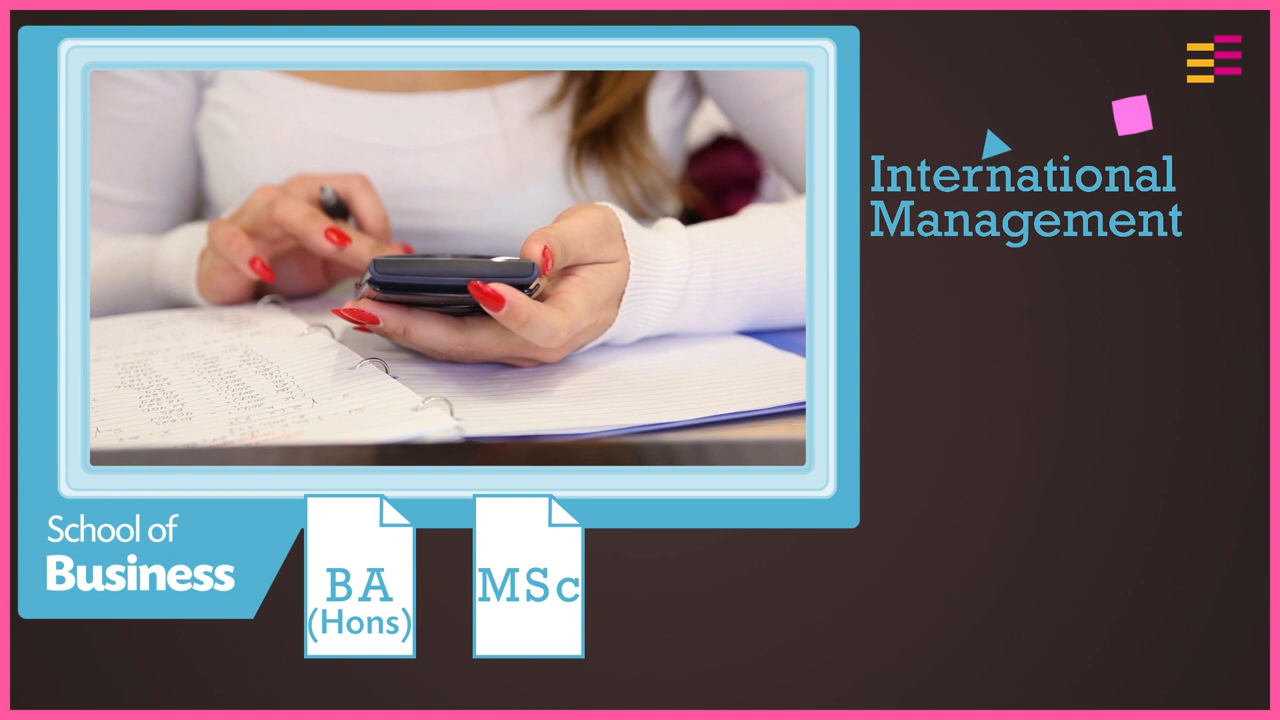 International
Management
School of
Business
BA
(Hons)
MSc